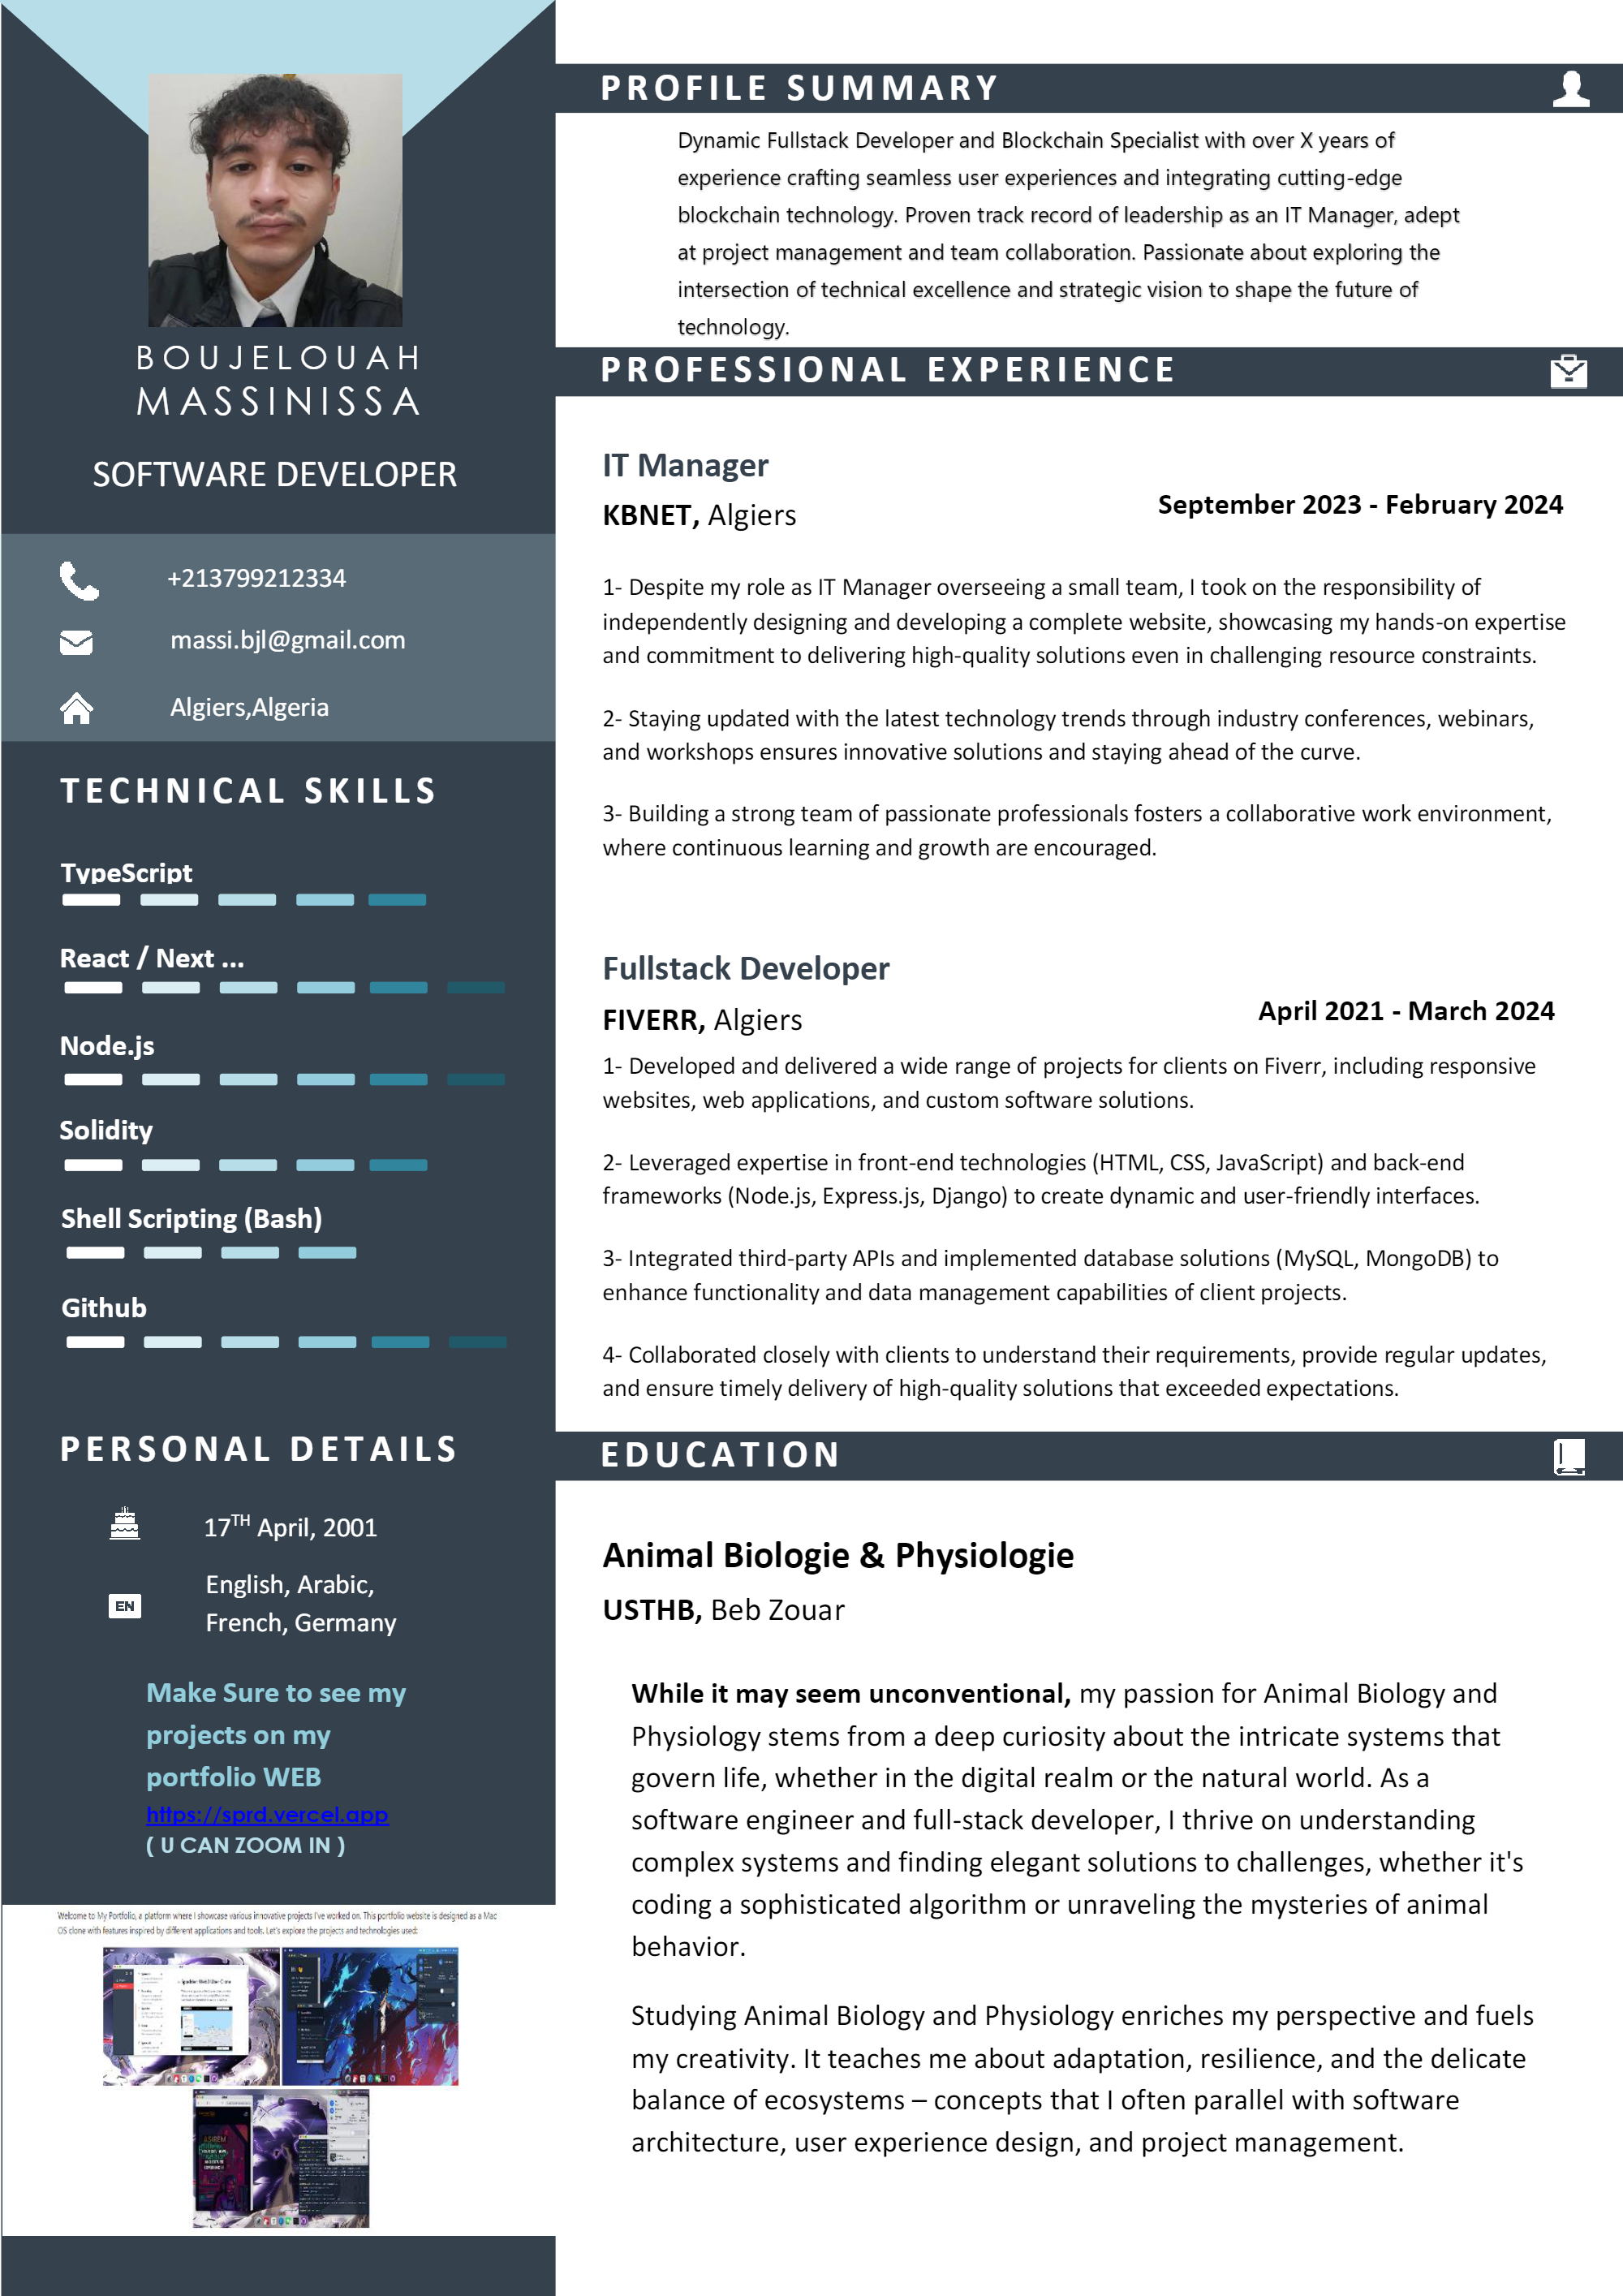 BOUJELOUAH
MASSINISSA
SOFTWARE DEVELOPER
+213799212334
massi.bjl@gmail.com
Algiers,Algeria
TECHNICAL SKILLS
TypeScript
React / Next ...
Node.js
Solidity
Shell Scripting (Bash)
Github
PERSONAL DETAILS
17TH April, 2001
EN
English, Arabic,
French, Germany
Make Sure to see my
projects on my
portfolio WEB
https://sprd.vercel.app
( U CAN ZOOM IN )
Welcome to My Portfolio, a platform where I showcase various innovative projects I've worked on. This portfolio website is designed as a Mac
OS clone with features inspired by different applications and tools. Let's explore the projects and technologies used:
PROFILE SUMMARY
Dynamic Fullstack Developer and Blockchain Specialist with over X years of
experience crafting seamless user experiences and integrating cutting-edge
blockchain technology. Proven track record of leadership as an IT Manager, adept
at project management and team collaboration. Passionate about exploring the
intersection of technical excellence and strategic vision to shape the future of
technology.
PROFESSIONAL EXPERIENCE
IT Manager
KBNET, Algiers
September 2023 - February 2024
1- Despite my role as IT Manager overseeing a small team, I took on the responsibility of
independently designing and developing a complete website, showcasing my hands-on expertise
and commitment to delivering high-quality solutions even in challenging resource constraints.
2- Staying updated with the latest technology trends through industry conferences, webinars,
and workshops ensures innovative solutions and staying ahead of the curve.
3- Building a strong team of passionate professionals fosters a collaborative work environment,
where continuous learning and growth are encouraged.
Fullstack Developer
FIVERR, Algiers
April 2021 - March 2024
1- Developed and delivered a wide range of projects for clients on Fiverr, including responsive
websites, web applications, and custom software solutions.
2- Leveraged expertise in front-end technologies (HTML, CSS, JavaScript) and back-end
frameworks (Node.js, Express.js, Django) to create dynamic and user-friendly interfaces.
3- Integrated third-party APIs and implemented database solutions (MySQL, MongoDB) to
enhance functionality and data management capabilities of client projects.
4- Collaborated closely with clients to understand their requirements, provide regular updates,
and ensure timely delivery of high-quality solutions that exceeded expectations.
EDUCATION
Animal Biologie & Physiologie
USTHB, Beb Zouar
While it may seem unconventional, my passion for Animal Biology and
Physiology stems from a deep curiosity about the intricate systems that
govern life, whether in the digital realm or the natural world. As a
software engineer and full-stack developer, I thrive on understanding
complex systems and finding elegant solutions to challenges, whether it's
coding a sophisticated algorithm or unraveling the mysteries of animal
behavior.
Studying Animal Biology and Physiology enriches my perspective and fuels
my creativity. It teaches me about adaptation, resilience, and the delicate
balance of ecosystems – concepts that I often parallel with software
architecture, user experience design, and project management.